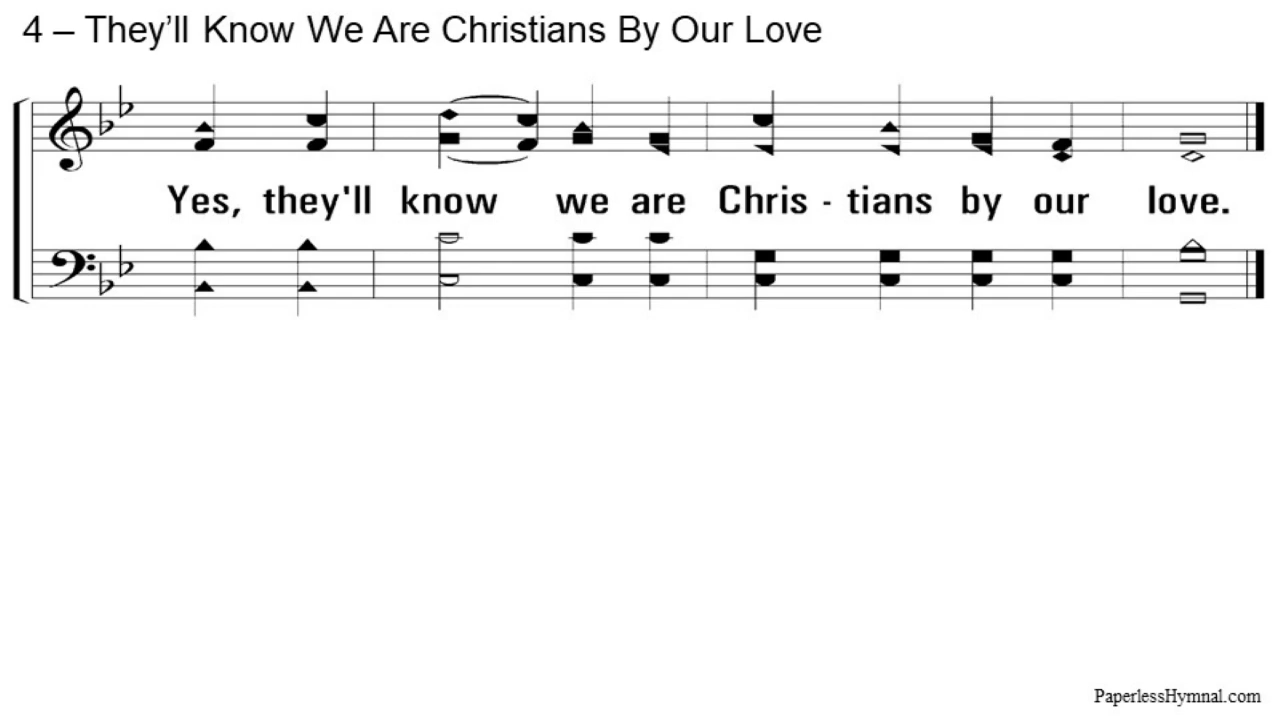 4 – They’ll Know We Are Christians By Our Love
Yes, they'll know we are Chris - tians by our love.
PaperlessHymnal.com